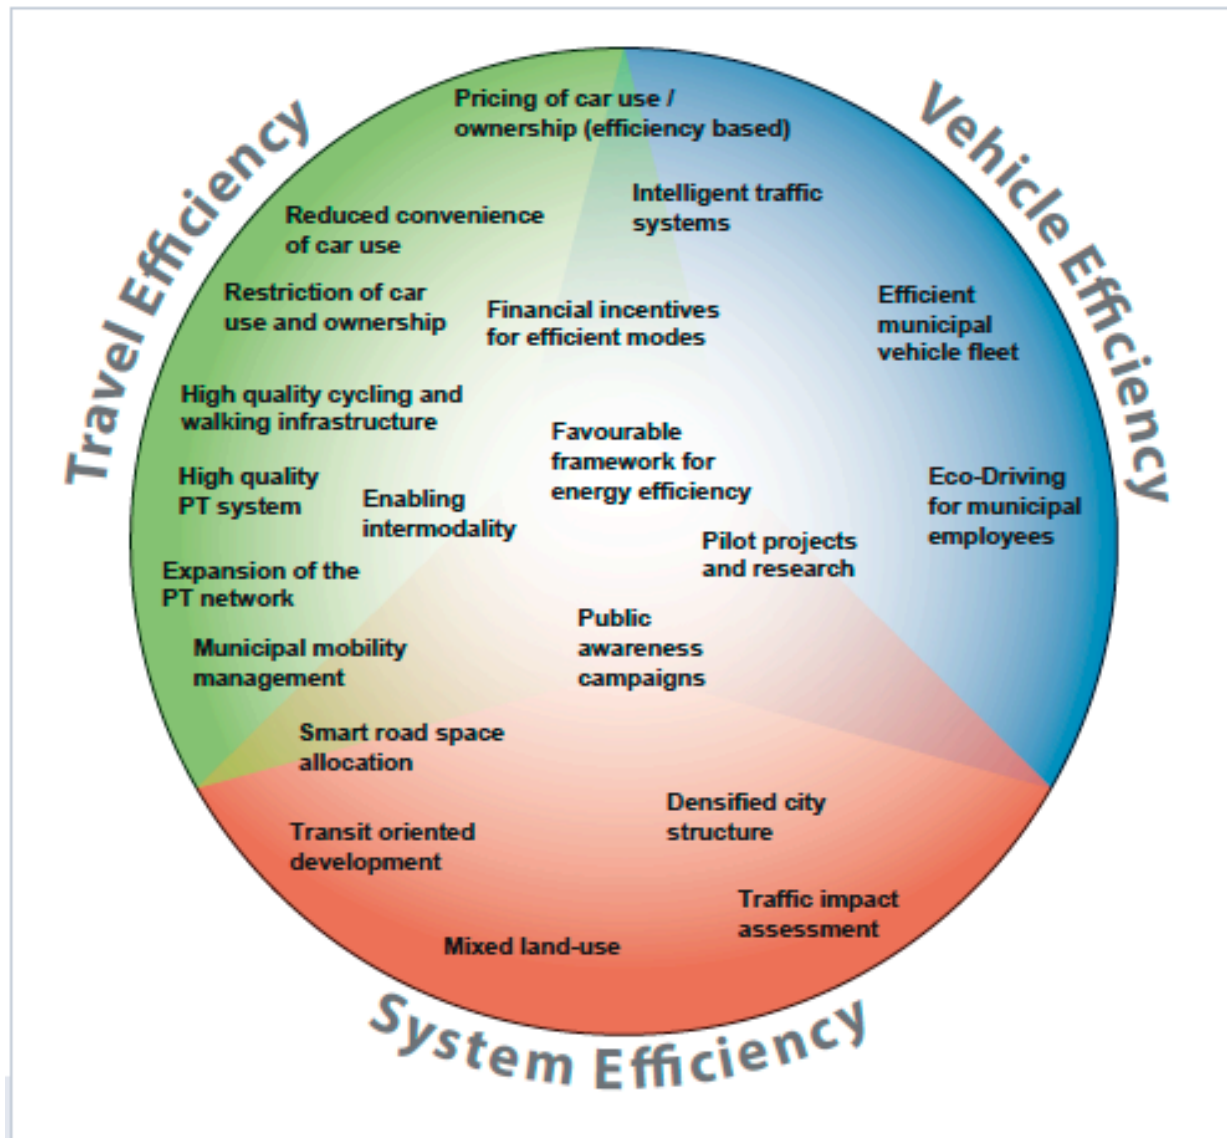 Travel Efficiency
Vehicle Efficiency
Pricing of car use /
ownership (efficiency based)
Intelligent traffic
systems
Reduced convenience
of car use
Restriction of car
use and ownership
Financial incentives
for efficient modes
Efficient
municipal
vehicle fleet
High quality cycling and
walking infrastructure
Favourable
framework for
energy efficiency
High quality
PT system
Enabling
intermodality
Eco-Driving
for municipal
employees
Pilot projects
and research
Expansion of the
PT network
Public
awareness
campaigns
Municipal mobility
management
Smart road space
allocation
Densified city
structure
Transit oriented
development
Traffic impact
assessment
Mixed land-use
System Efficiency